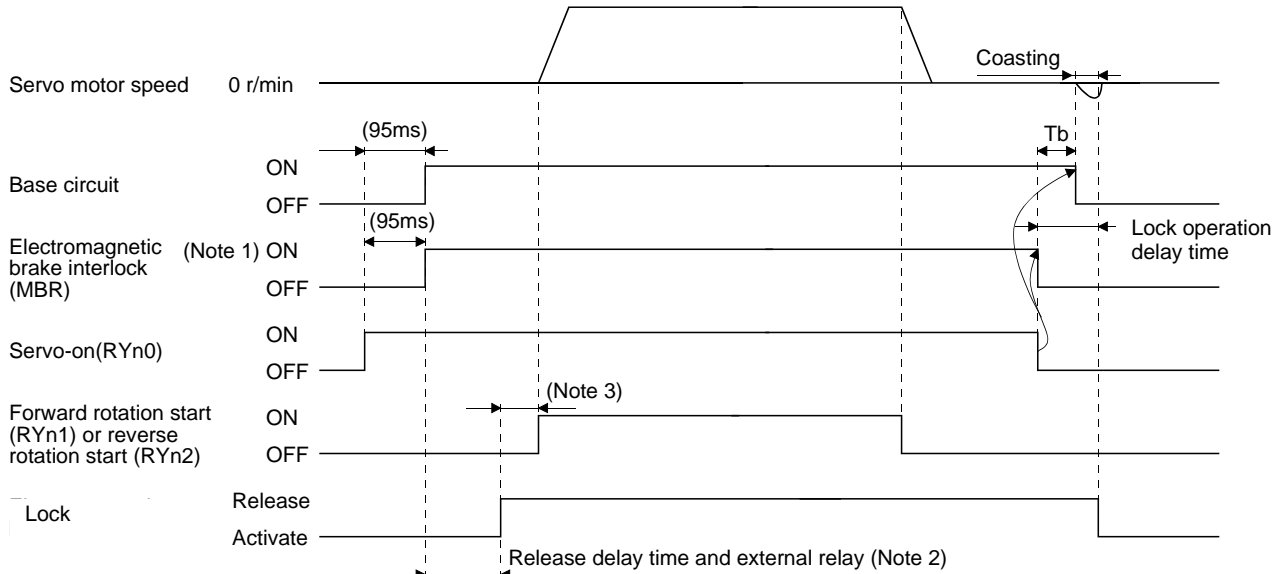 Coasting
Servo motor speed 0 r/min
(95ms)
Tb
Base circuit
ON
OFF
(95ms)
Lock operation
delay time
Electromagnetic
brake interlock
(MBR)
(Note 1) ON
OFF
Servo-on(RYn0)
ON
OFF
(Note 3)
Forward rotation start
(RYn1) or reverse
rotation start (RYn2)
ON
OFF
Lock
Release
Activate
Release delay time and external relay (Note 2)